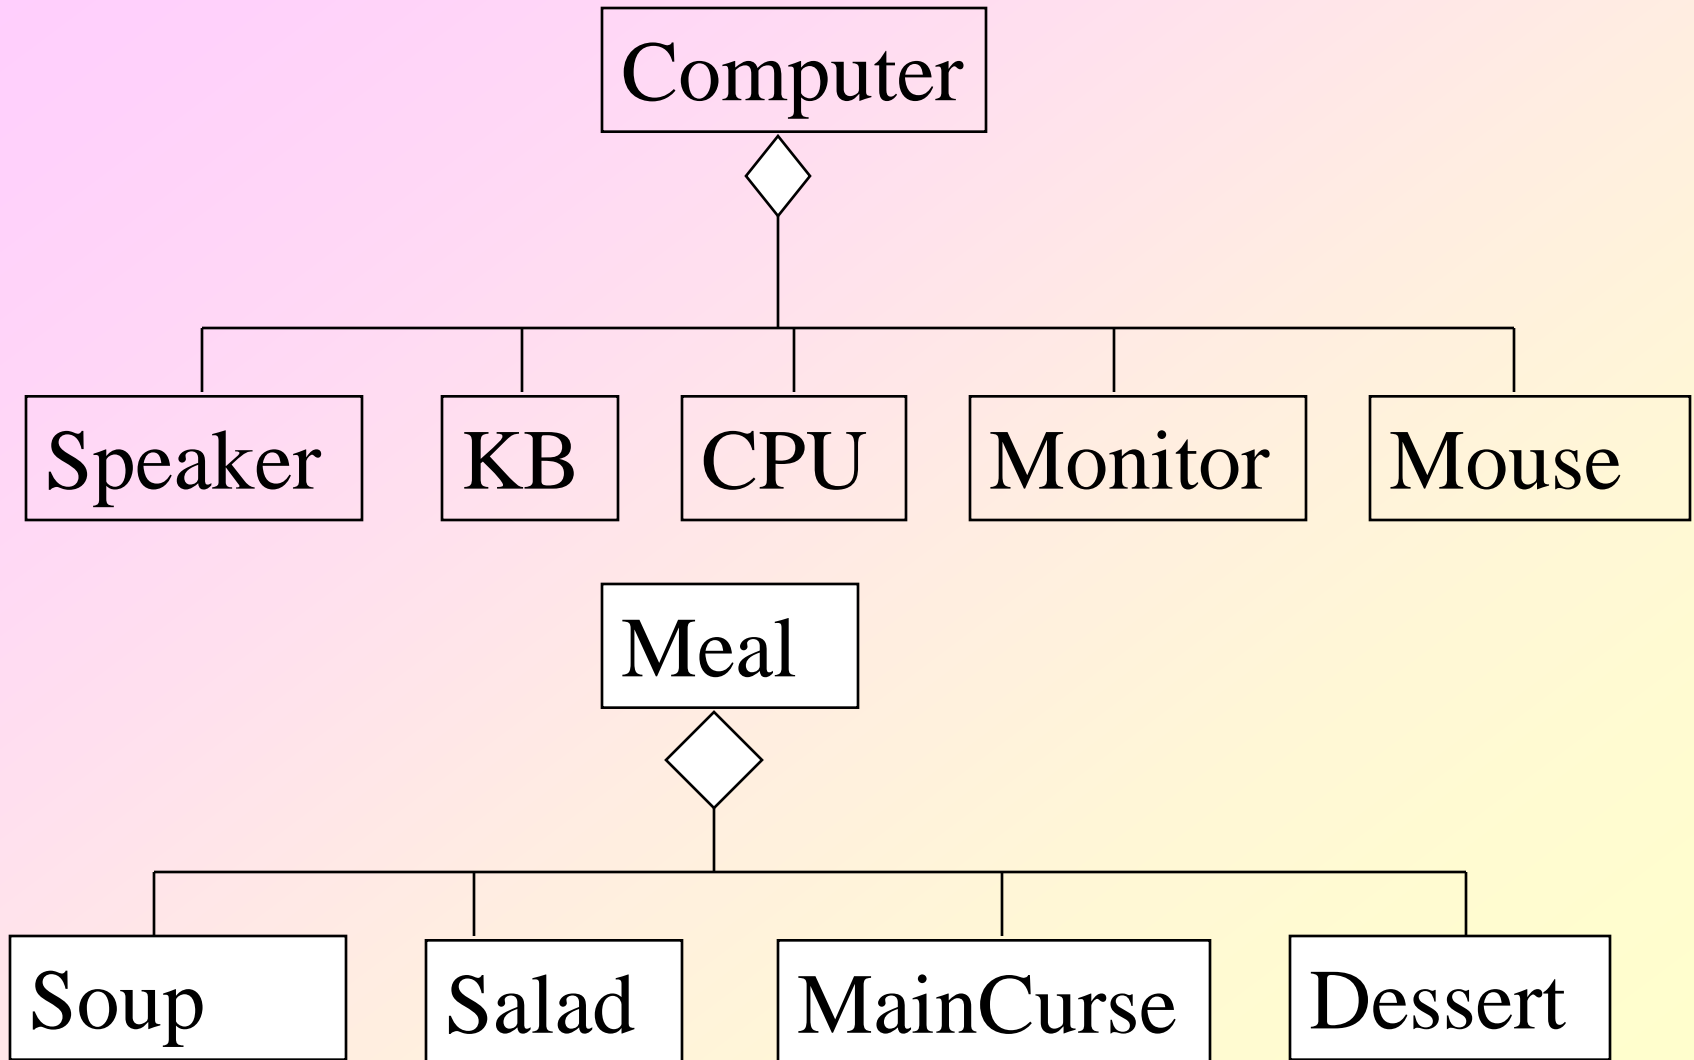 Computer
Speaker KB CPU Monitor Mouse
Meal
Soup Salad MainCurse Dessert